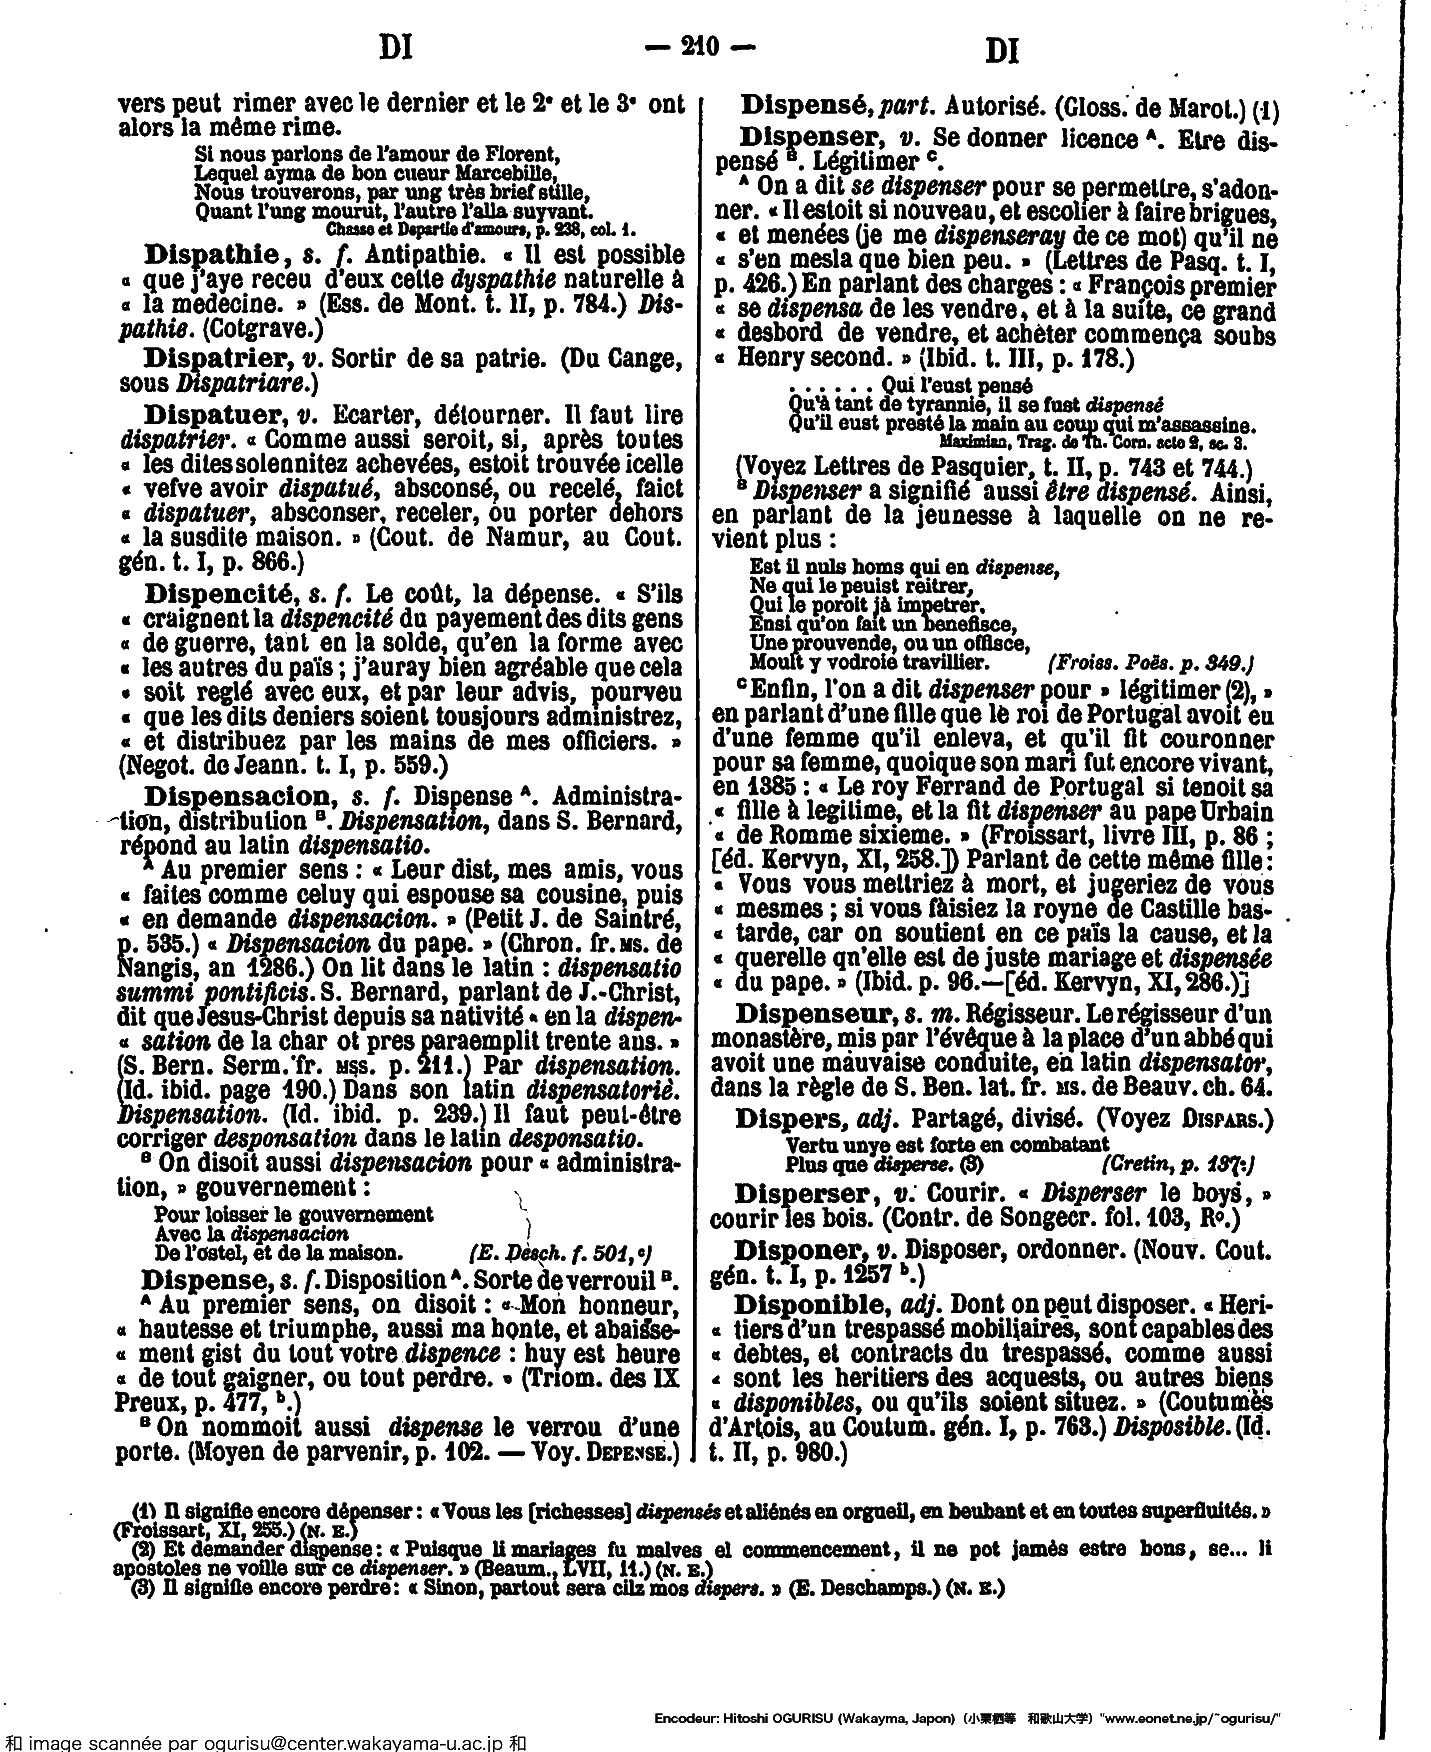 DI
— 210 —
DI
vers peut rimer avec le dernier et le 2e et le 3e ont
alors la même rime.
Si nous parlons de l'amour de Florent,
Lequel ayma de bon cueur Marcebille,
Nous trouverons, par ung très brief stille,
Quant l'ung mourut, l'autre l'alla suyvant.
Chasse et Departie d'amours, p. 238, col. 1.
Dispathie, s. f. Antipathie. « Il est possible
« que j'aye receu d'eux cette dyspathie naturelle à
« la medecine. » (Ess. de Mont. t. II, p. 784.) Dis-
pathie. (Cotgrave.)
Dispatrier, v. Sortir de sa patrie. (Du Cange,
sous Dispatriare.)
Dispatuer, v. Ecarter, détourner. Il faut lire
dispatrier. « Comme aussi seroit, si, après toutes
« les dites solennitez achevées, estoit trouvée icelle
« vefve avoir dispatué, absconsé, ou recelé, faict
« dispatuer, absconser, receler, ou porter dehors
« la susdite maison. » (Cout. de Namur, au Cout.
gén. t. I, p. 866.)
Dispencité, s. f. Le coût, la dépense. « S'ils
« craignent la dispencité du payement des dits gens
« de guerre, tant en la solde, qu'en la forme avec
« les autres du païs ; j'auray bien agréable que cela
« soit reglé avec eux, et par leur advis, pourveu
« que les dits deniers soient tousjours administrez,
« et distribuez par les mains de mes officiers. »
(Negot. de Jeann. t. I, p. 559.)
Dispensacion, s. f. Dispense A. Administra-
tion, distribution B. Dispensation, dans S. Bernard,
répond au latin dispensatio.
A Au premier sens : « Leur dist, mes amis, vous
« faites comme celuy qui espouse sa cousine, puis
« en demande dispensacion. » (Petit J. de Saintré,
p. 535.) « Dispensacion du pape. » (Chron. fr. MS. de
Nangis, an 1286.) On lit dans le latin : dispensatio
summi pontificis. S. Bernard, parlant de J.-Christ,
dit que Jesus-Christ depuis sa nativité « en la dispen-
« sation de la char ot pres paraemplit trente ans. »
(S. Bern. Serm. fr. MSS. p. 211.) Par dispensation.
(Id. ibid. page 190.) Dans son latin dispensatoriè.
Dispensation. (Id. ibid. p. 239.) Il faut peut-être
corriger desponsation dans le latin desponsatio.
B On disoit aussi dispensacion pour « administra-
tion, » gouvernement :
Pour loisser le gouvernement
Avec la dispensacion
De l'ostel, et de la maison. (E. Desch. f. 501, c)
Dispense, s. f. Disposition A. Sorte de verrouil B.
A Au premier sens, on disoit : « Mon honneur,
« hautesse et triumphe, aussi ma honte, et abaisse-
« ment gist du tout votre dispence : huy est heure
« de tout gaigner, ou tout perdre. » (Triom. des IX
Preux, p. 477, b.)
B On nommoit aussi dispense le verrou d'une
porte. (Moyen de parvenir, p. 102. — Voy. DEPENSE.)
Dispensé, part. Autorisé. (Gloss. de Marot.) (1)
Dispenser, v. Se donner licence A. Etre dis-
pensé B. Légitimer C.
A On a dit se dispenser pour se permettre, s'adon-
ner. « Il estoit si nouveau, et escolier à faire brigues,
« et menées (je me dispenseray de ce mot) qu'il ne
« s'en mesla que bien peu. » (Lettres de Pasq. t. I,
p. 426.) En parlant des charges : « François premier
« se dispensa de les vendre, et à la suite, ce grand
« desbord de vendre, et achèter commença soubs
« Henry second. » (Ibid. t. III, p. 178.)
. . . . . . Qui l'eust pensé
Qu'à tant de tyrannie, il se fust dispensé
Qu'il eust presté la main au coup qui m'assassine.
Maximian, Trag. de Th. Corn. acte 2, sc. 3.
(Voyez Lettres de Pasquier, t. II, p. 743 et 744.)
B Dispenser a signifié aussi être dispensé. Ainsi,
en parlant de la jeunesse à laquelle on ne re-
vient plus :
Est il nuls homs qui en dispense,
Ne qui le peuist reitrer,
Qui le poroit jà impetrer.
Ensi qu'on fait un benefisce,
Une prouvende, ou un offisce,
Moult y vodroie travillier. (Froiss. Poës. p. 349.)
C Enfin, l'on a dit dispenser pour » légitimer (2), »
en parlant d'une fille que le roi de Portugal avoit eu
d'une femme qu'il enleva, et qu'il fit couronner
pour sa femme, quoique son mari fut encore vivant,
en 1385 : « Le roy Ferrand de Portugal si tenoit sa
« fille à legitime, et la fit dispenser au pape Urbain
« de Romme sixieme. » (Froissart, livre III, p. 86 ;
[éd. Kervyn, XI, 258.]) Parlant de cette même fille :
« Vous vous mettriez à mort, et jugeriez de vous
« mesmes ; si vous faisiez la royne de Castille bas-
« tarde, car on soutient en ce païs la cause, et la
« querelle qn'elle est de juste mariage et dispensée
« du pape. » (Ibid. p. 96.—[éd. Kervyn, XI, 286.)]
Dispenseur, s. m. Régisseur. Le régisseur d'un
monastère, mis par l'évêque à la place d'un abbé qui
avoit une mauvaise conduite, en latin dispensator,
dans la règle de S. Ben. lat. fr. MS. de Beauv. ch. 64.
Dispers, adj. Partagé, divisé. (Voyez DISPARS.)
Vertu unye est forte en combatant
Plus que disperse. (3) (Cretin, p. 137.)
Disperser, v. Courir. « Disperser le boys, »
courir les bois. (Contr. de Songecr. fol. 103, Ro.)
Disponer, v. Disposer, ordonner. (Nouv. Cout.
gén. t. I, p. 1257 b.)
Disponible, adj. Dont on peut disposer. « Heri-
« tiers d'un trespassé mobiliaires, sont capables des
« debtes, et contracts du trespassé, comme aussi
« sont les heritiers des acquests, ou autres biens
« disponibles, ou qu'ils soient situez. » (Coutumes
d'Artois, au Coutum. gén. I, p. 763.) Disposible. (Id.
t. II, p. 980.)
(1) Il signifie encore dépenser : « Vous les [richesses] dispensés et aliénés en orgueil, en beubant et en toutes superfluités. »
(Froissart, XI, 255.) (N. E.)
(2) Et demander dispense : « Puisque li mariages fu malves el commencement, il ne pot jamès estre bons, se... li
apostoles ne voille sur ce dispenser. » (Beaum., LVII, 11.) (N. E.)
(3) Il signifie encore perdre : « Sinon, partout sera cilz mos dispers. » (E. Deschamps.) (N. E.)
Encodeur: Hitoshi OGURISU (Wakayma, Japon) (小栗栖等 和歌山大学) "www.eonet.ne.jp/~ogurisu/"
和 image scannée par ogurisu@center.wakayama-u.ac.jp 和